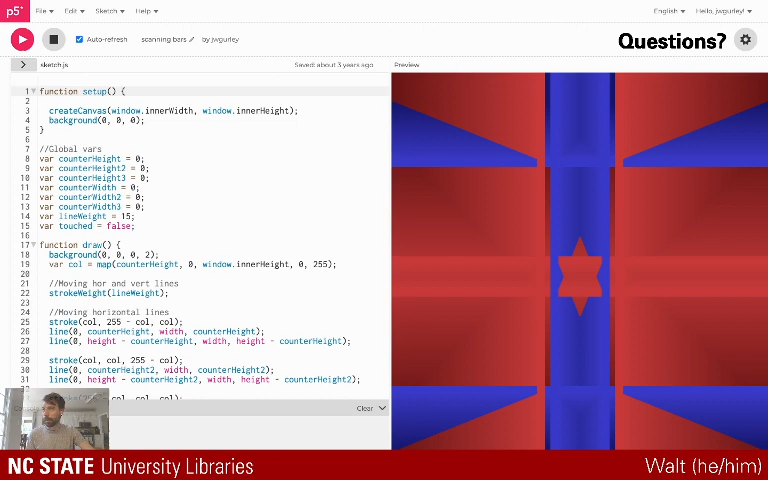 p5* File Edit Sketch Help English Hello, jwgurley!
Auto-refresh scanning bars by jwgurley Questions?
> sketch.js Saved: about 3 years ago Preview
1 function setup() {
2
3 createCanvas(window.innerWidth, window.innerHeight);
4 background(0, 0, 0);
5 }
6
7 //Global vars
8 var counterHeight = 0;
9 var counterHeight2 = 0;
10 var counterHeight3 = 0;
11 var counterWidth = 0;
12 var counterWidth2 = 0;
13 var counterWidth3 = 0;
14 var lineWeight = 15;
15 var touched = false;
16
17 function draw() {
18 background(0, 0, 0, 2);
19 var col = map(counterHeight, 0, window.innerHeight, 0, 255);
20
21 //Moving hor and vert lines
22 strokeWeight(lineWeight);
23
24 //Moving horizontal lines
25 stroke(col, 255 - col, col);
26 line(0, counterHeight, width, counterHeight);
27 line(0, height - counterHeight, width, height - counterHeight);
28
29 stroke(col, col, 255 - col);
30 line(0, counterHeight2, width, counterHeight2);
31 line(0, height - counterHeight2, width, height - counterHeight2);
Clear
NC STATE University Libraries Walt (he/him)